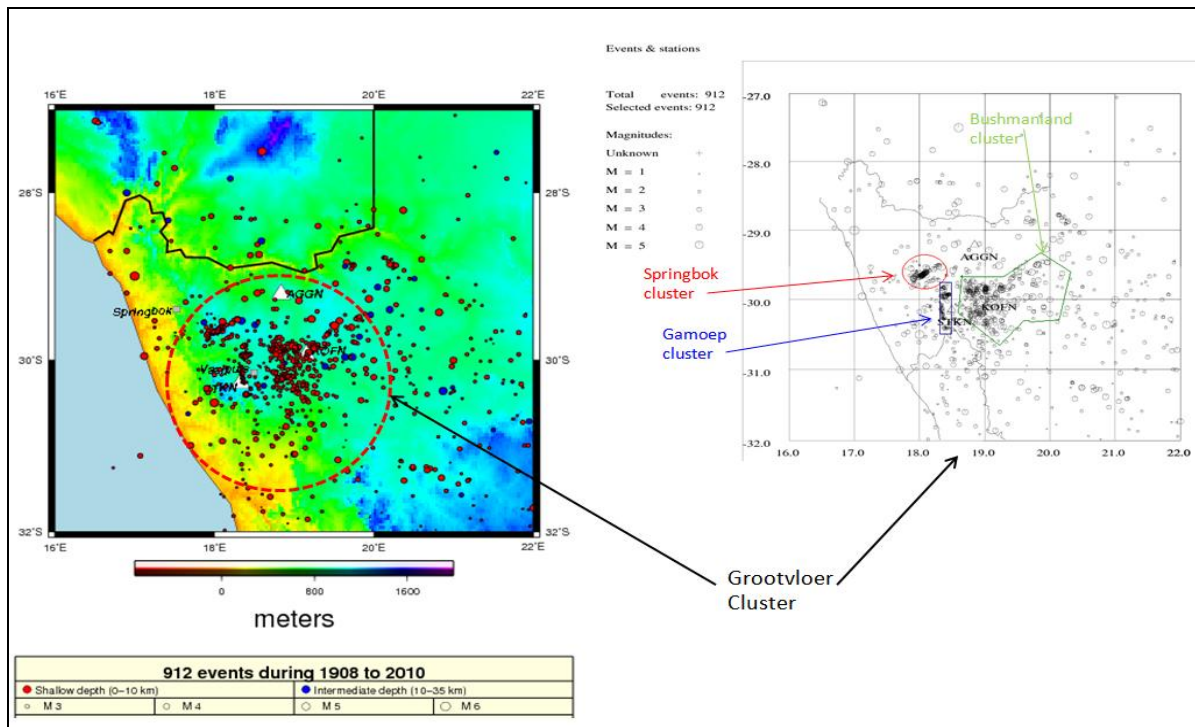 16°E 18°E 20°E 22°E
28°S 28°S
Springbok
AGGN
30°S 30°S
KOFN
32°S 32°S
16°E 18°E 20°E 22°E
0 800 1600
meters
912 events during 1908 to 2010
Shallow depth (0–10 km) Intermediate depth (10–35 km)
M 3 M 4 M 5 M 6
Events & stations
Total events: 912
Selected events: 912
Magnitudes:
Unknown +
M = 1
M = 2
M = 3
M = 4
M = 5
-27.0
-28.0
-29.0
-30.0
-31.0
-32.0
16.0 17.0 18.0 19.0 20.0 21.0 22.0
Bushmanland
cluster
AGGN
KOFN
STKN
Springbok
cluster
Gamoep
cluster
Grootvloer
Cluster